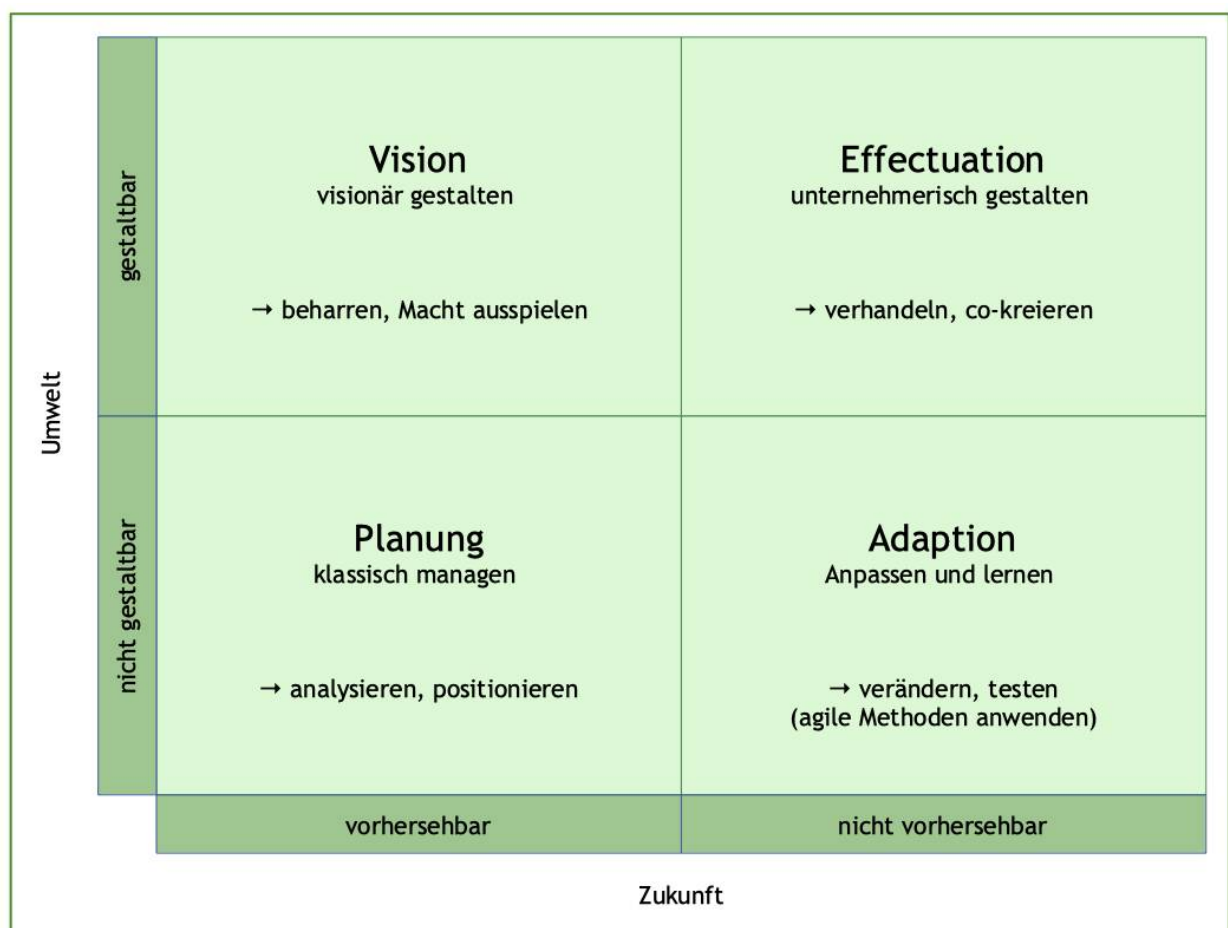 Umwelt
gestaltbar
Vision
visionär gestalten
→ beharren, Macht ausspielen
Effectuation
unternehmerisch gestalten
→ verhandeln, co-kreieren
nicht gestaltbar
Planung
klassisch managen
→ analysieren, positionieren
Adaption
Anpassen und lernen
→ verändern, testen
(agile Methoden anwenden)
vorhersehbar
nicht vorhersehbar
Zukunft